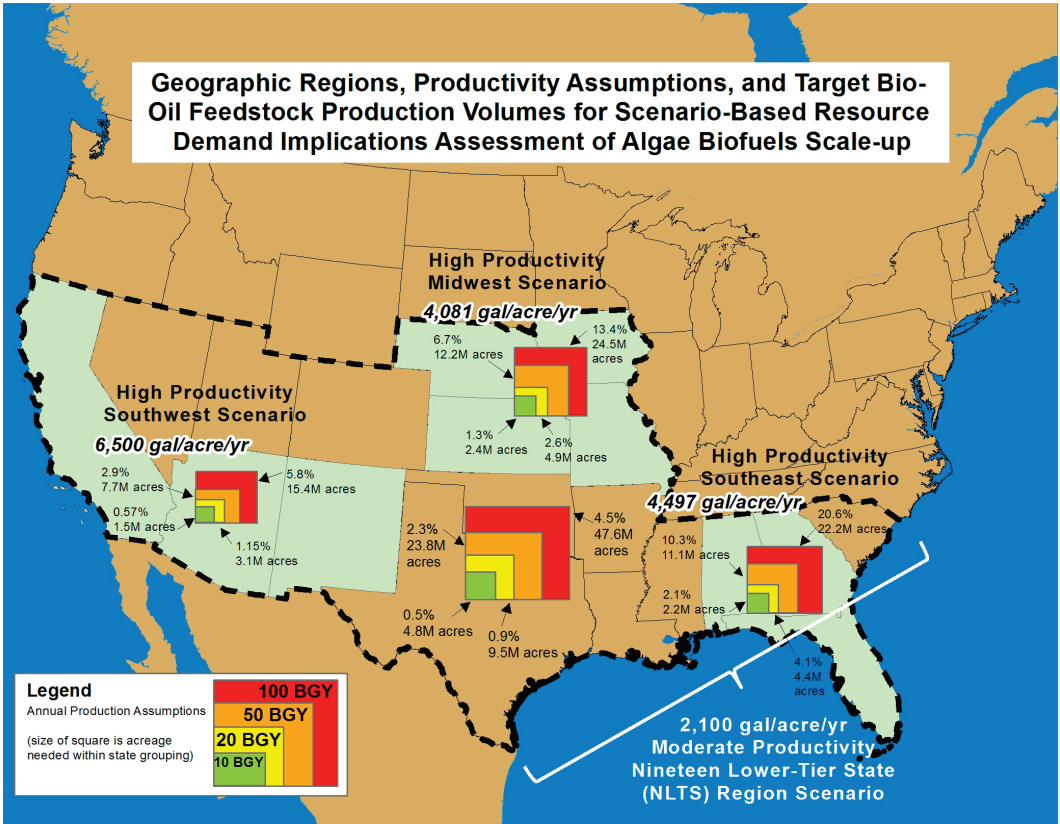 Geographic Regions, Productivity Assumptions, and Target Bio-
Oil Feedstock Production Volumes for Scenario-Based Resource
Demand Implications Assessment of Algae Biofuels Scale-up
High Productivity
Midwest Scenario
4,081 gal/acre/yr
6.7%
12.2M acres
13.4%
24.5M
acres
1.3%
2.4M acres
2.6%
4.9M acres
High Productivity
Southwest Scenario
6,500 gal/acre/yr
2.9%
7.7M acres
5.8%
15.4M acres
0.57%
1.5M acres
1.15%
3.1M acres
High Productivity
Southeast Scenario
4,497 gal/acre/yr
20.6%
22.2M acres
10.3%
11.1M acres
2.1%
2.2M acres
4.1%
4.4M
acres
2.3%
23.8M
acres
4.5%
47.6M
acres
0.5%
4.8M acres
0.9%
9.5M acres
2,100 gal/acre/yr
Moderate Productivity
Nineteen Lower-Tier State
(NLTS) Region Scenario
Legend
Annual Production Assumptions
(size of square is acreage
needed within state grouping)
100 BGY
50 BGY
20 BGY
10 BGY